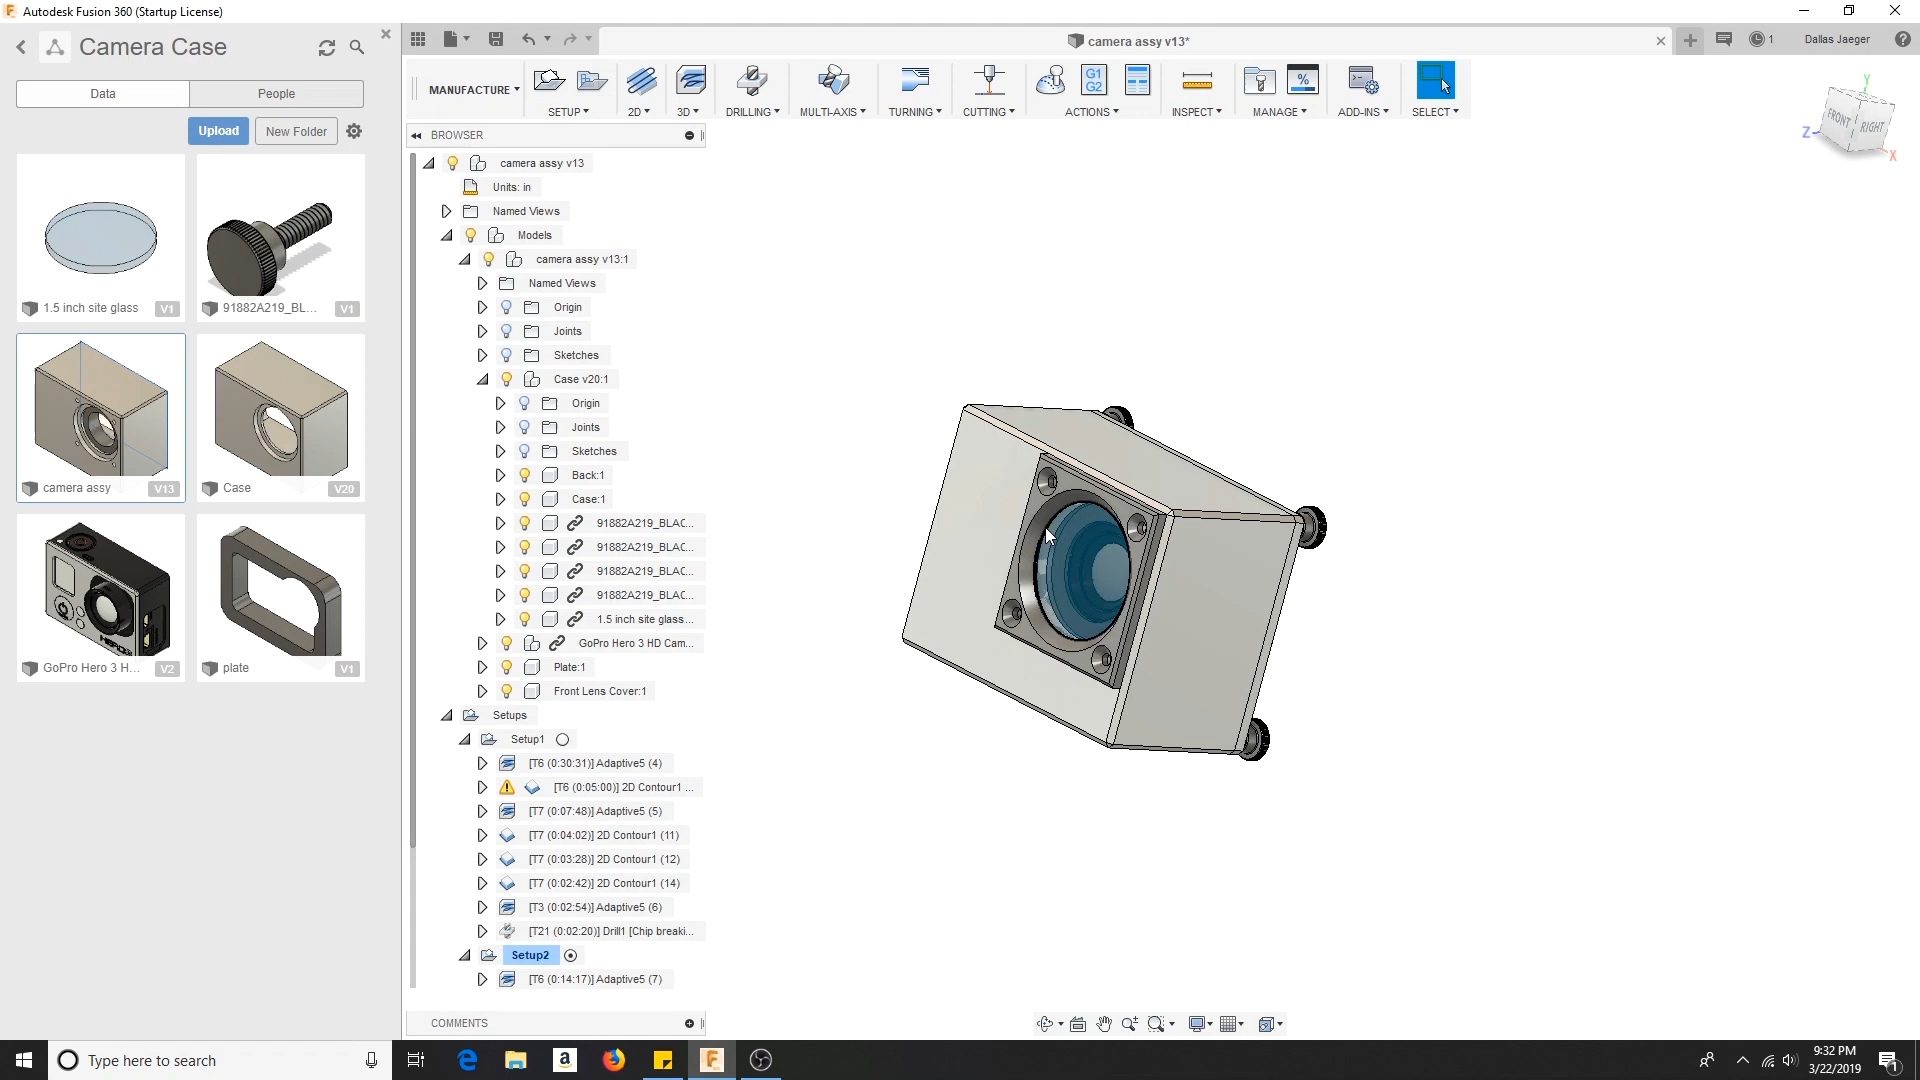 Autodesk Fusion 360 (Startup License)
Camera Case
Data
People
Upload
New Folder
1.5 inch site glass
V1
91882A219_BL...
V1
camera assy
V13
Case
V20
GoPro Hero 3 H...
V2
plate
V1
camera assy v13*
1
Dallas Jaeger
MANUFACTURE
G1
G2
%
SETUP
2D
3D
DRILLING
MULTI-AXIS
TURNING
CUTTING
ACTIONS
INSPECT
MANAGE
ADD-INS
SELECT
BROWSER
camera assy v13
Units: in
Named Views
Models
camera assy v13:1
Named Views
Origin
Joints
Sketches
Case v20:1
Origin
Joints
Sketches
Back:1
Case:1
91882A219_BLAC...
91882A219_BLAC...
91882A219_BLAC...
91882A219_BLAC...
1.5 inch site glass...
GoPro Hero 3 HD Cam...
Plate:1
Front Lens Cover:1
Setups
Setup1
[T6 (0:30:31)] Adaptive5 (4)
[T6 (0:05:00)] 2D Contour1 ...
[T7 (0:07:48)] Adaptive5 (5)
[T7 (0:04:02)] 2D Contour1 (11)
[T7 (0:03:28)] 2D Contour1 (12)
[T7 (0:02:42)] 2D Contour1 (14)
[T3 (0:02:54)] Adaptive5 (6)
[T21 (0:02:20)] Drill1 [Chip breaki...
Setup2
[T6 (0:14:17)] Adaptive5 (7)
COMMENTS
Y
FRONT
RIGHT
Z
X
Type here to search
9:32 PM
3/22/2019
1